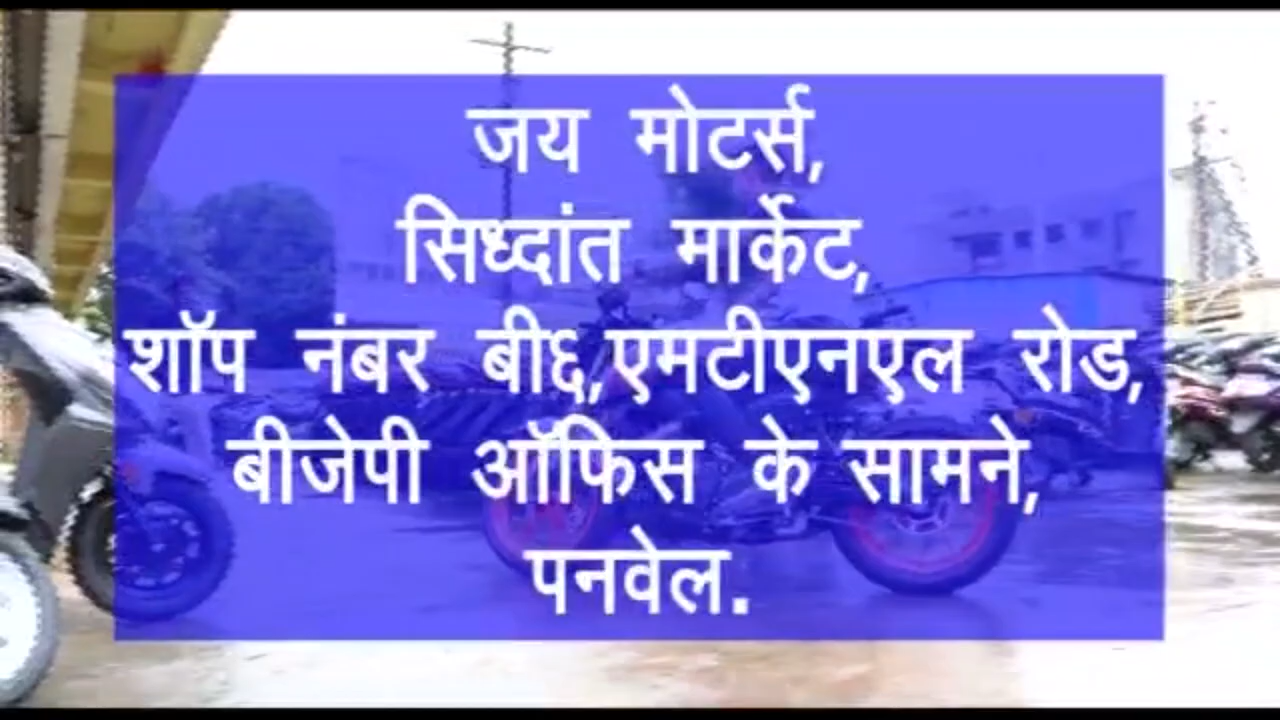 जय मोटर्स,
सिध्दांत मार्केट,
शॉप नंबर बी६,एमटीएनएल रोड,
बीजेपी ऑफिस के सामने,
पनवेल.